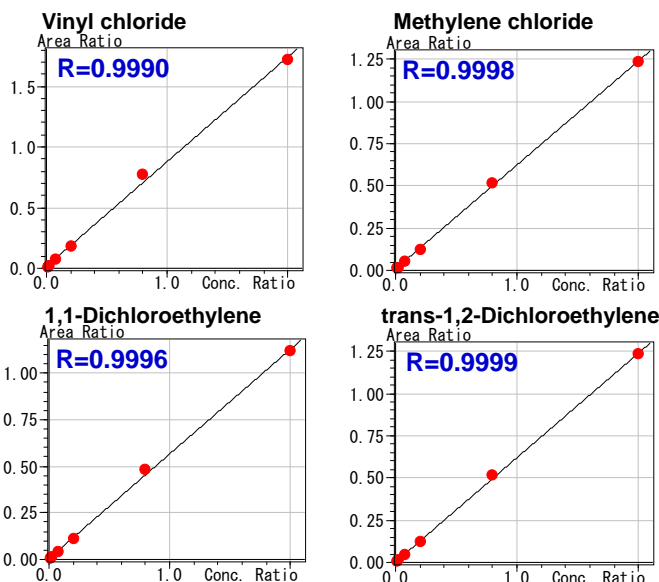 Vinyl chloride
Area Ratio
R=0.9990
1.5
1.0
0.5
0.0
0.0 1.0 Conc. Ratio
Methylene chloride
Area Ratio
R=0.9998
1.25
1.00
0.75
0.50
0.25
0.00
0.0 1.0 Conc. Ratio
1,1-Dichloroethylene
Area Ratio
R=0.9996
1.00
0.75
0.50
0.25
0.00
0.0 1.0 Conc. Ratio
trans-1,2-Dichloroethylene
Area Ratio
R=0.9999
1.25
1.00
0.75
0.50
0.25
0.00
0.0 1.0 Conc. Ratio